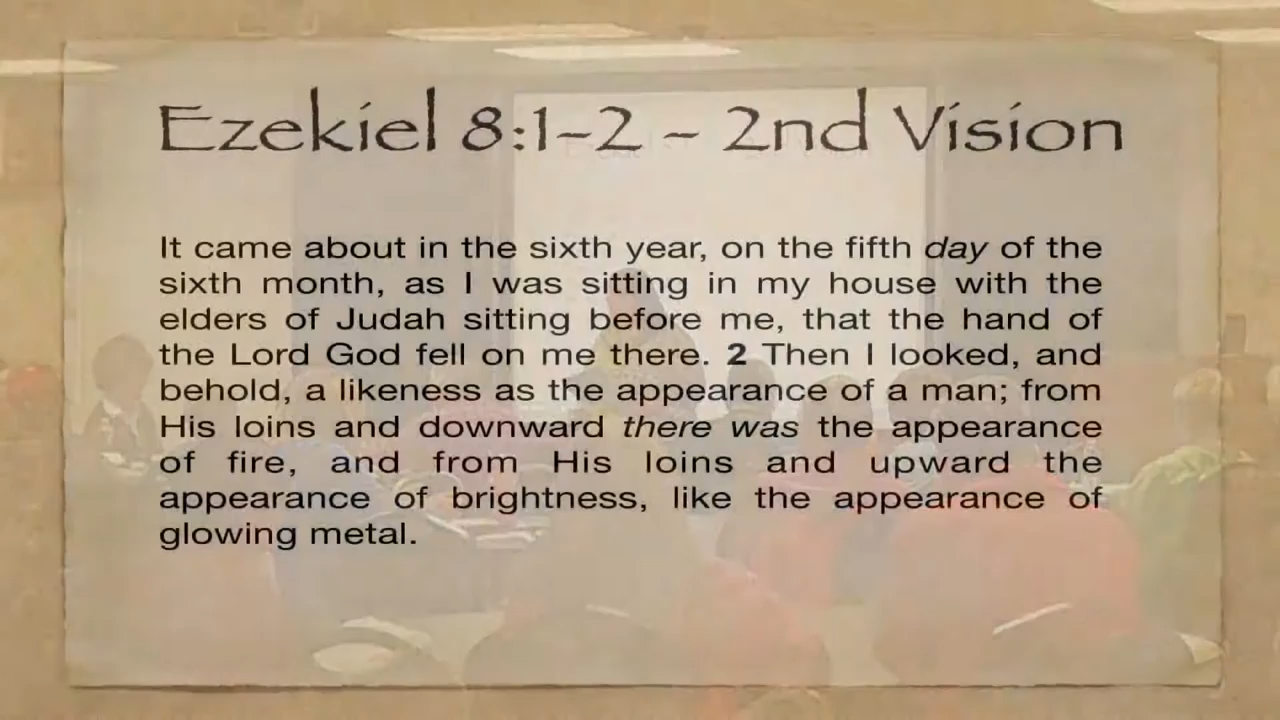 Ezekiel 8:1-2 - 2nd Vision
It came about in the sixth year, on the fifth day of the
sixth month, as I was sitting in my house with the
elders of Judah sitting before me, that the hand of
the Lord God fell on me there. 2 Then I looked, and
behold, a likeness as the appearance of a man; from
His loins and downward there was the appearance
of fire, and from His loins and upward the
appearance of brightness, like the appearance of
glowing metal.